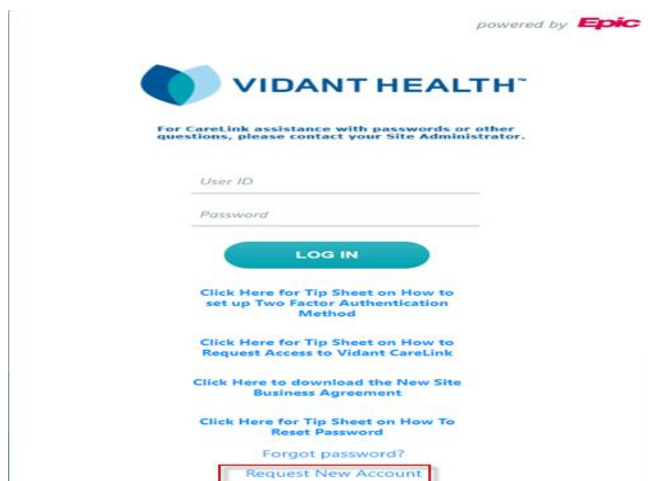 powered by Epic
VIDANT HEALTH™
For CareLink assistance with passwords or other
questions, please contact your Site Administrator.
User ID
Password
LOG IN
Click Here for Tip Sheet on How to
set up Two Factor Authentication
Method
Click Here for Tip Sheet on How to
Request Access to Vidant CareLink
Click Here to download the New Site
Business Agreement
Click Here for Tip Sheet on How To
Reset Password
Forgot password?
Request New Account